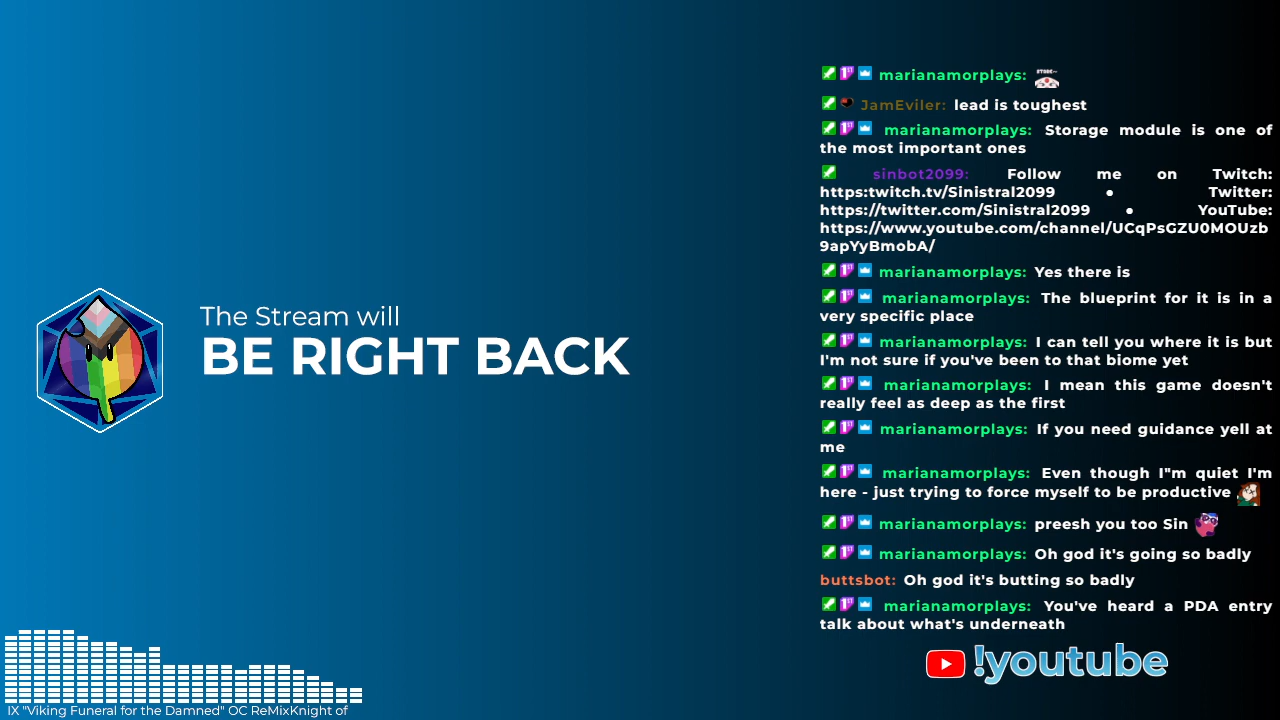 The Stream will
BE RIGHT BACK
marianamorplays:
JamEviler: lead is toughest
marianamorplays: Storage module is one of
the most important ones
sinbot2099: Follow me on Twitch:
https:twitch.tv/Sinistral2099 ● Twitter:
https://twitter.com/Sinistral2099 ● YouTube:
https://www.youtube.com/channel/UCqPsGZU0MOUzb
9apYyBmobA/
marianamorplays: Yes there is
marianamorplays: The blueprint for it is in a
very specific place
marianamorplays: I can tell you where it is but
I'm not sure if you've been to that biome yet
marianamorplays: I mean this game doesn't
really feel as deep as the first
marianamorplays: If you need guidance yell at
me
marianamorplays: Even though I"m quiet I'm
here - just trying to force myself to be productive
marianamorplays: preesh you too Sin
marianamorplays: Oh god it's going so badly
buttsbot: Oh god it's butting so badly
marianamorplays: You've heard a PDA entry
talk about what's underneath
!youtube
IX "Viking Funeral for the Damned" OC ReMixKnight of